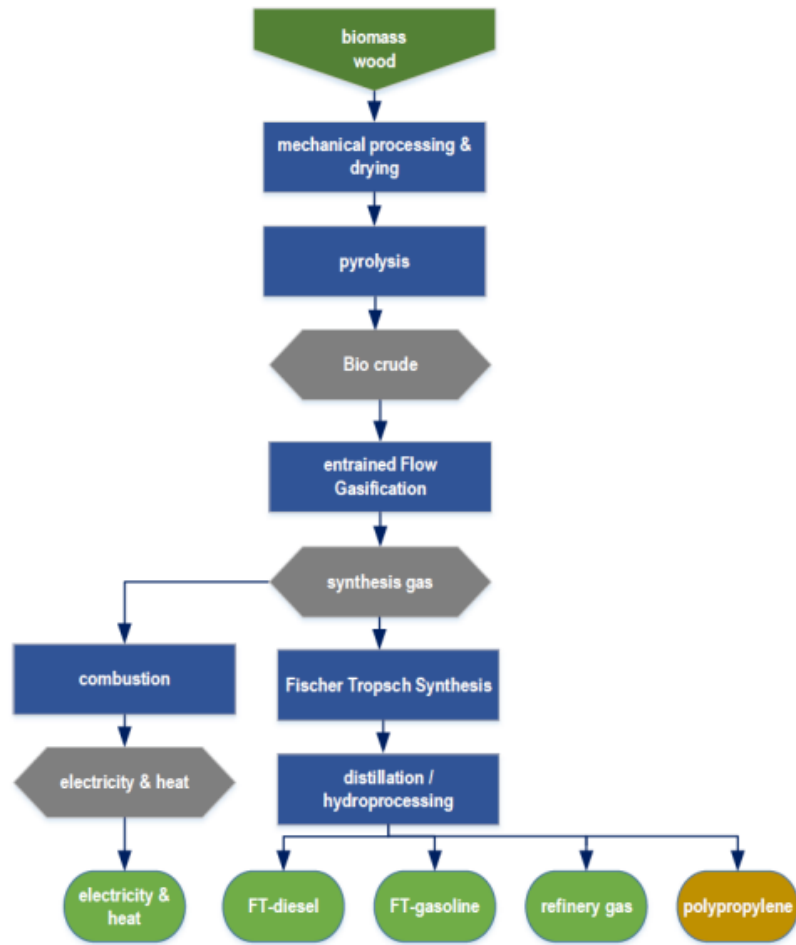 biomass
wood
mechanical processing &
drying
pyrolysis
Bio crude
entrained Flow
Gasification
synthesis gas
combustion
Fischer Tropsch Synthesis
electricity & heat
distillation /
hydroprocessing
electricity &
heat
FT-diesel
FT-gasoline
refinery gas
polypropylene